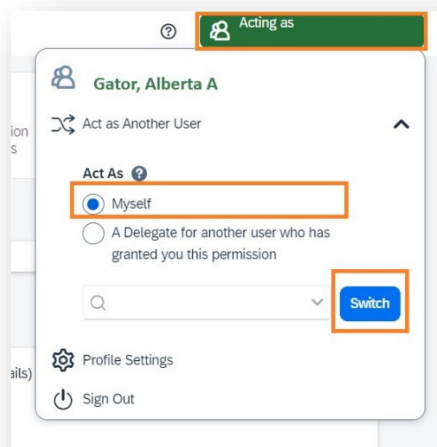 Acting as
Gator, Alberta A
ion
s
Act as Another User
Act As
Myself
A Delegate for another user who has
granted you this permission
Switch
Profile Settings
ails)
Sign Out